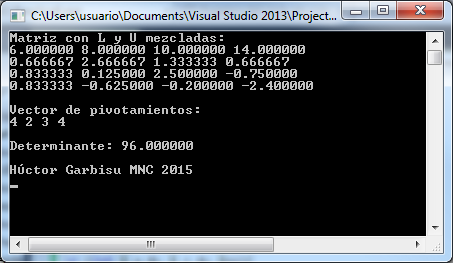 C:\Users\usuario\Documents\Visual Studio 2013\Project...
Matriz con L y U mezcladas:
6.000000 8.000000 10.000000 14.000000
0.666667 2.666667 1.333333 0.666667
0.833333 0.125000 2.500000 -0.750000
0.833333 -0.625000 -0.200000 -2.400000
Vector de pivotamientos:
4 2 3 4
Determinante: 96.000000
Húctor Garbisu MNC 2015